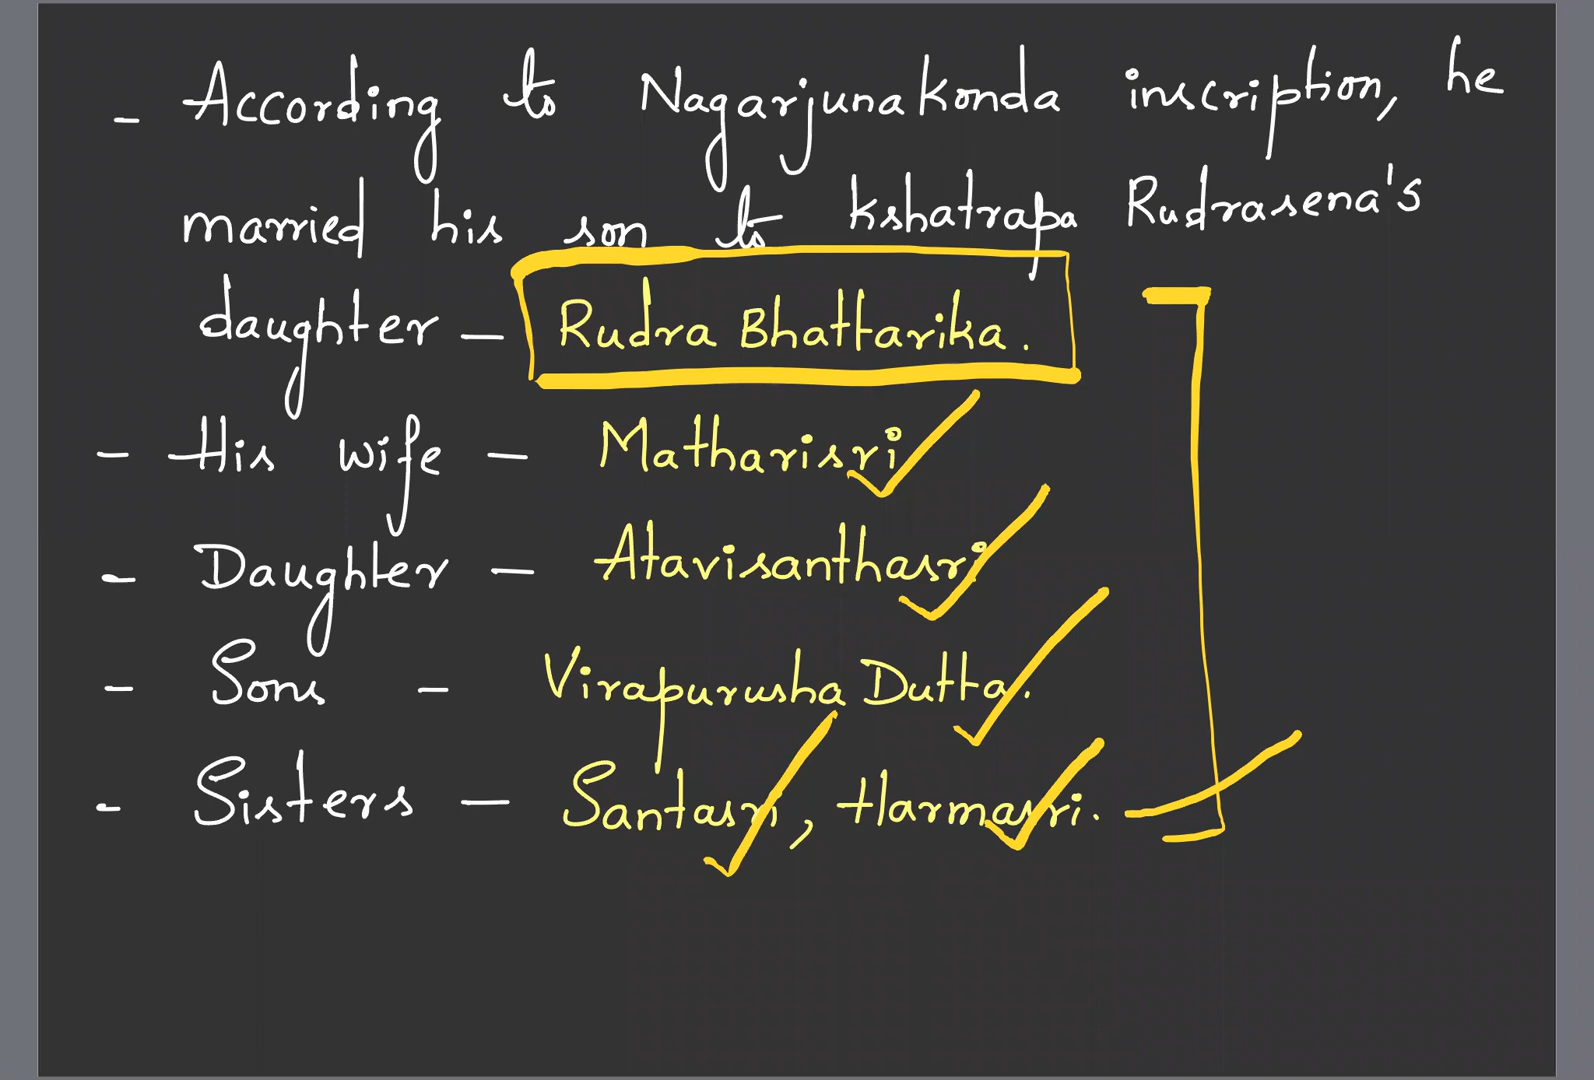 - According to Nagarjunakonda inscription, he
married his son to kshatrapa Rudrasena's
daughter - Rudra Bhattarika.
- His wife - Matharisri
- Daughter - Atavisanthasri
- Sons - Virapurusha Dutta.
- Sisters - Santasri, Harmasri.